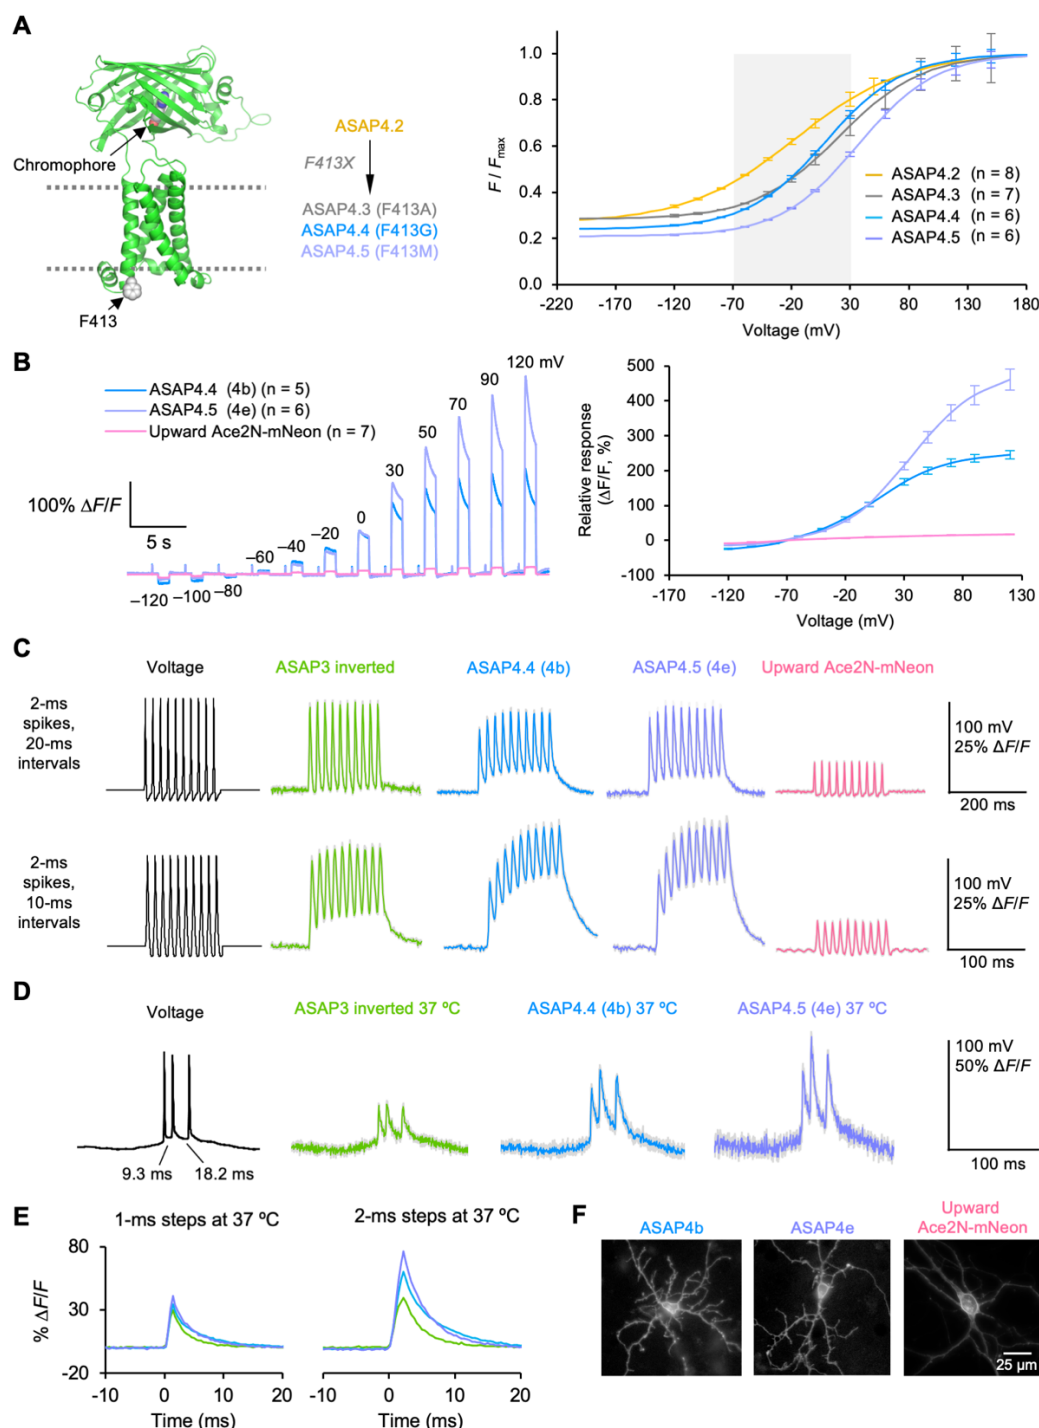 A
Chromophore
F413
ASAP4.2
F413X
ASAP4.3 (F413A)
ASAP4.4 (F413G)
ASAP4.5 (F413M)
F / Fmax
1.0
0.8
0.6
0.4
0.2
0.0
ASAP4.2 (n = 8)
ASAP4.3 (n = 7)
ASAP4.4 (n = 6)
ASAP4.5 (n = 6)
-220 -170 -120 -70 -20 30 80 130 180
Voltage (mV)
B
ASAP4.4 (4b) (n = 5)
ASAP4.5 (4e) (n = 6)
Upward Ace2N-mNeon (n = 7)
100% ΔF/F
5 s
–120 –100 –80 –60 –40 –20 0 30 50 70 90 120 mV
Relative response
(ΔF/F, %)
500
400
300
200
100
0
-100
-170 -120 -70 -20 30 80 130
Voltage (mV)
C
Voltage
ASAP3 inverted
ASAP4.4 (4b)
ASAP4.5 (4e)
Upward Ace2N-mNeon
2-ms
spikes,
20-ms
intervals
100 mV
25% ΔF/F
200 ms
2-ms
spikes,
10-ms
intervals
100 mV
25% ΔF/F
100 ms
D
Voltage
9.3 ms
18.2 ms
ASAP3 inverted 37 ºC
ASAP4.4 (4b) 37 ºC
ASAP4.5 (4e) 37 ºC
100 mV
50% ΔF/F
100 ms
E
1-ms steps at 37 ºC
2-ms steps at 37 ºC
% ΔF/F
80
30
-20
-10 0 10 20
Time (ms)
-10 0 10 20
Time (ms)
F
ASAP4b
ASAP4e
Upward
Ace2N-mNeon
25 µm